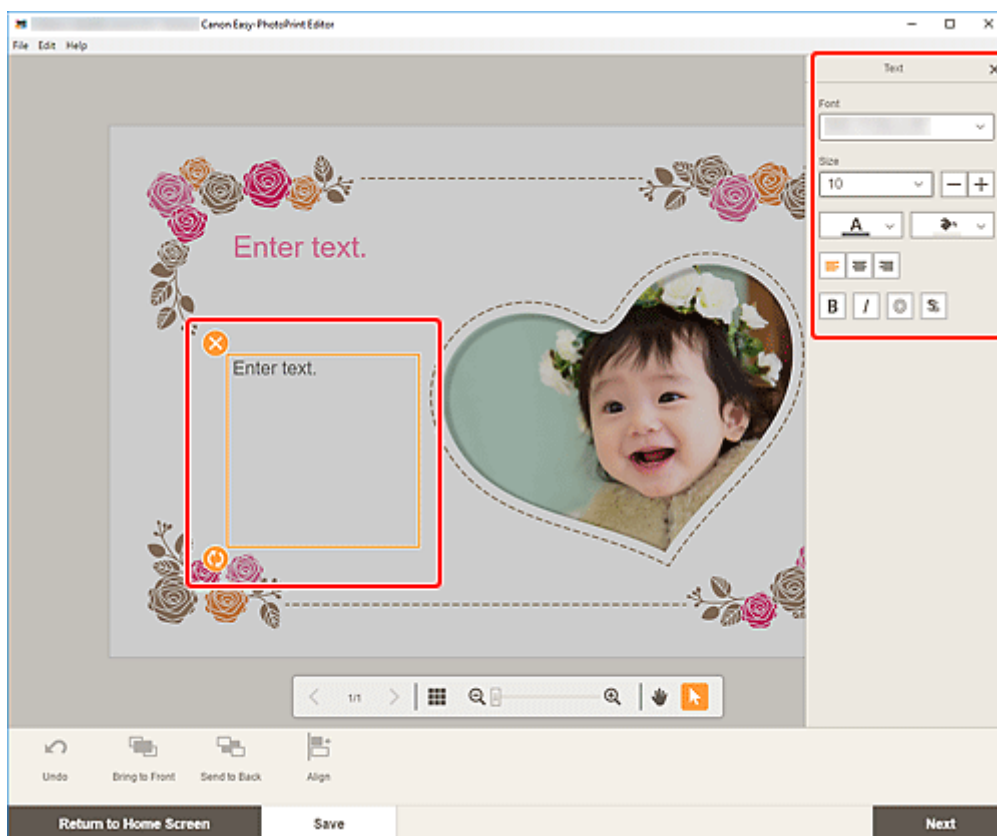 Canon Easy-PhotoPrint Editor
File Edit Help
Text
Font
Size
10
A
B I S
Enter text.
Enter text.
1/1
Undo Bring to Front Send to Back Align
Return to Home Screen Save Next